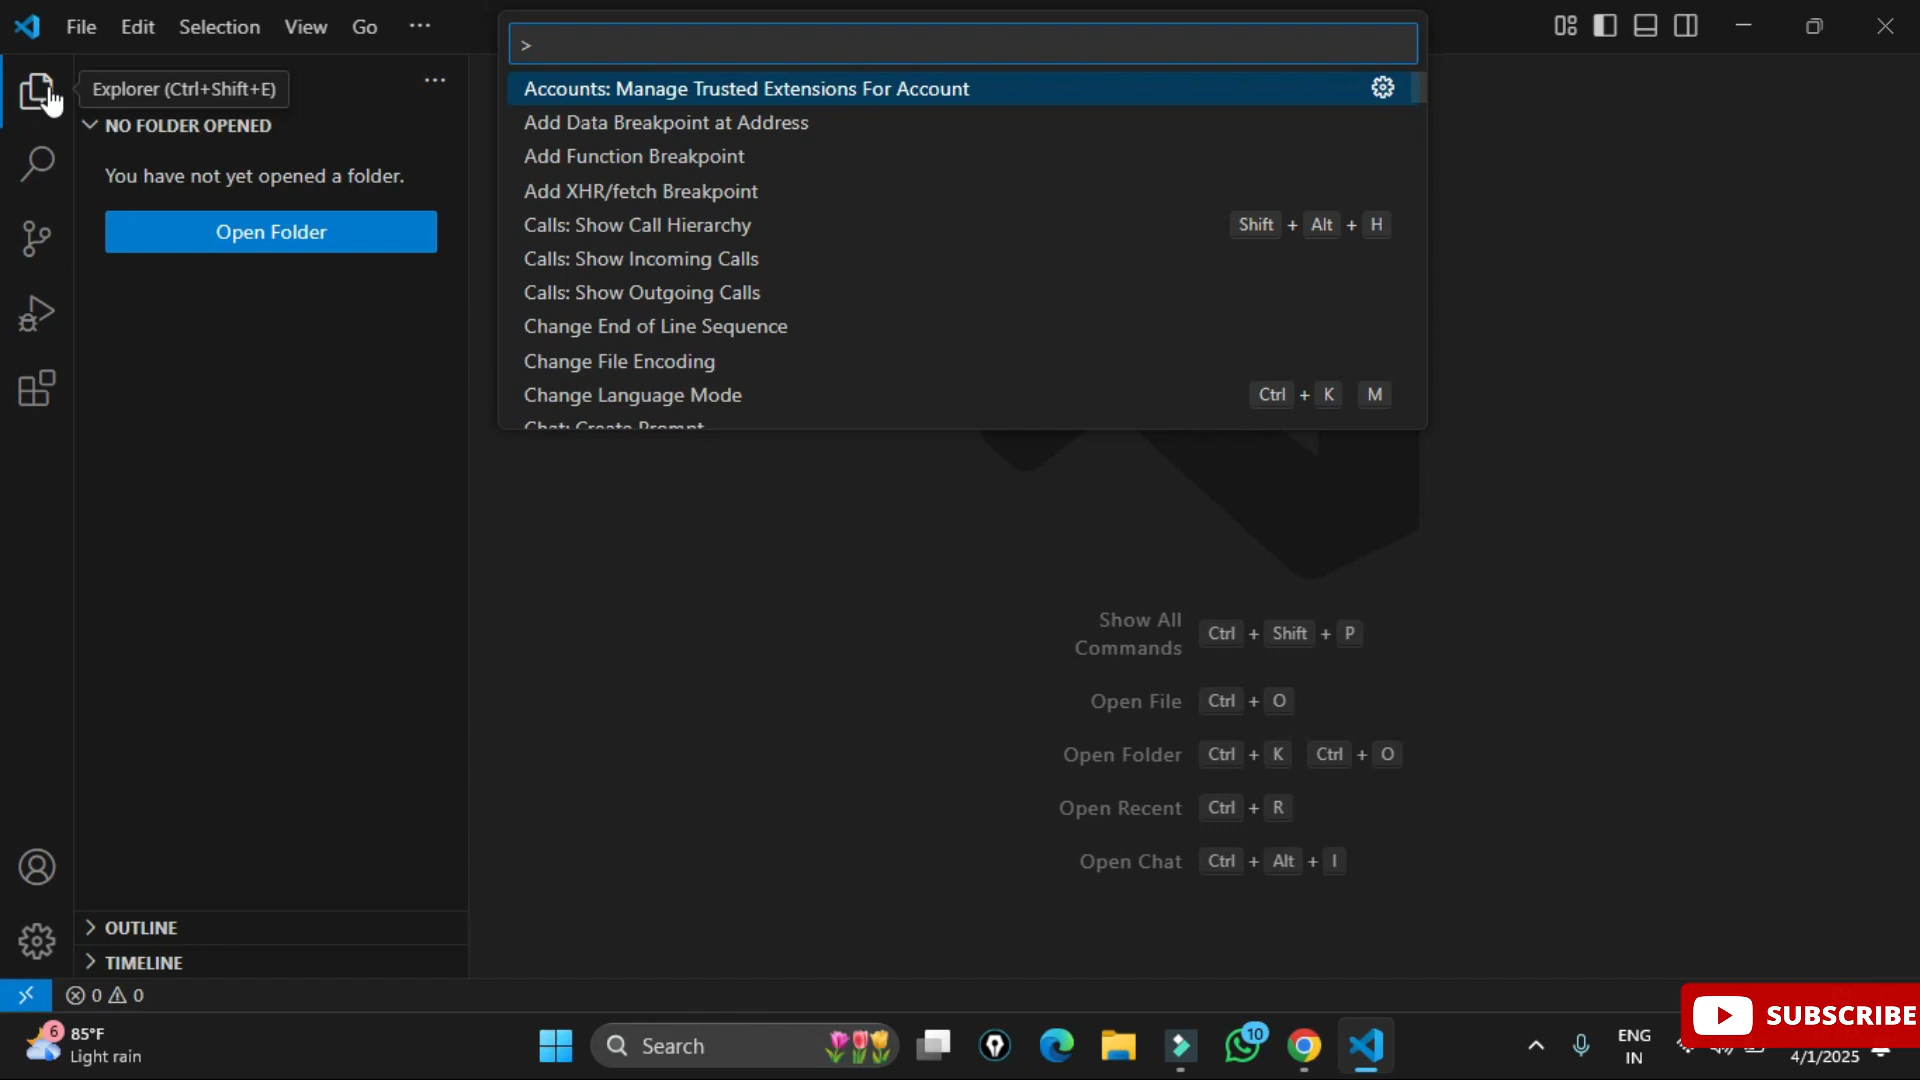 File Edit Selection View Go ...
>
Accounts: Manage Trusted Extensions For Account
Add Data Breakpoint at Address
Add Function Breakpoint
Add XHR/fetch Breakpoint
Calls: Show Call Hierarchy Shift + Alt + H
Calls: Show Incoming Calls
Calls: Show Outgoing Calls
Change End of Line Sequence
Change File Encoding
Change Language Mode Ctrl + K M
Chat: Create Prompt
Explorer (Ctrl+Shift+E) ...
NO FOLDER OPENED
You have not yet opened a folder.
Open Folder
Show All
Commands Ctrl + Shift + P
Open File Ctrl + O
Open Folder Ctrl + K Ctrl + O
Open Recent Ctrl + R
Open Chat Ctrl + Alt + I
OUTLINE
TIMELINE
0 0
SUBSCRIBE
6 85°F
Light rain
Search
10
ENG
IN
4/1/2025